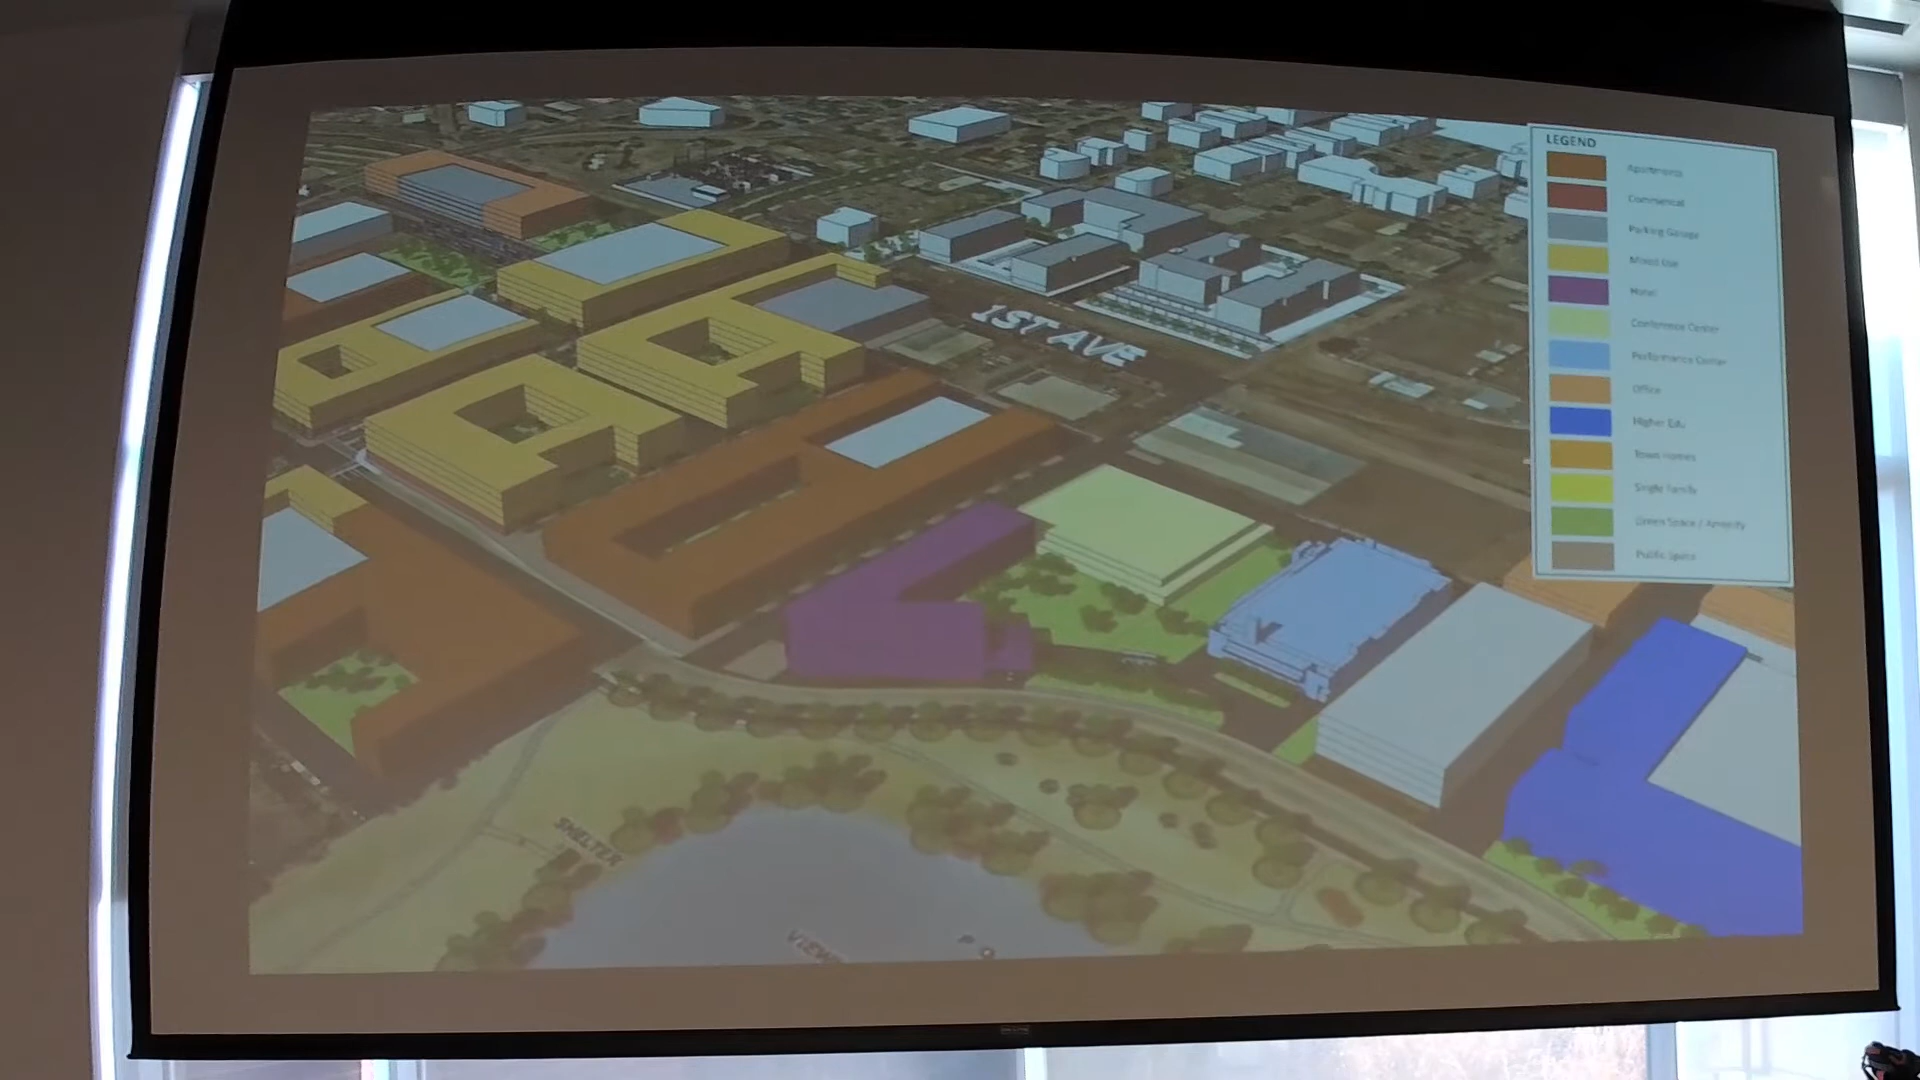 LEGEND
Apartments
Commercial
Parking Garage
Mixed Use
Hotel
Conference Center
Performance Center
Office
Higher Edu
Town Homes
Single Family
Green Space / Amenity
Public Space
1ST AVE
SHELTER
VIEW